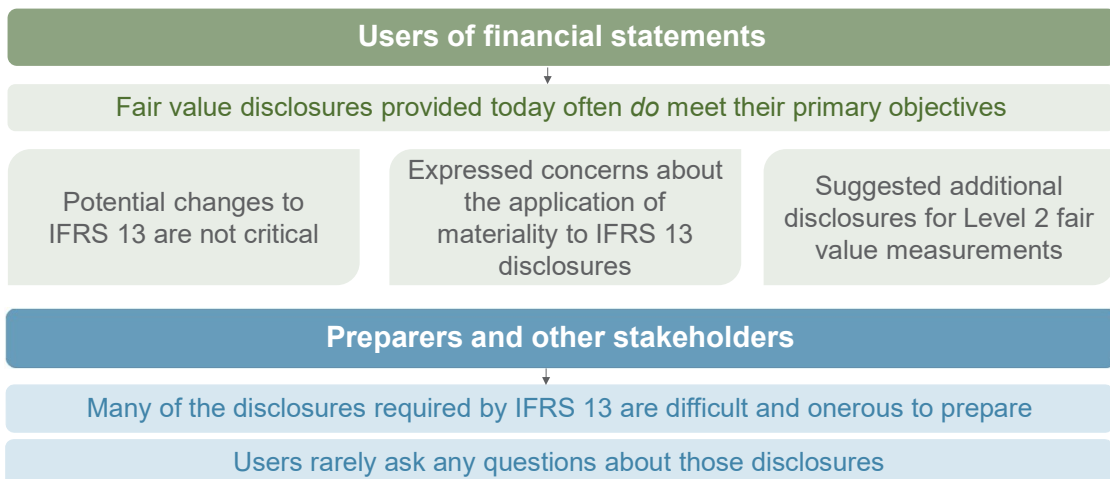 Users of financial statements
Fair value disclosures provided today often do meet their primary objectives
Potential changes to
IFRS 13 are not critical
Expressed concerns about
the application of
materiality to IFRS 13
disclosures
Suggested additional
disclosures for Level 2 fair
value measurements
Preparers and other stakeholders
Many of the disclosures required by IFRS 13 are difficult and onerous to prepare
Users rarely ask any questions about those disclosures